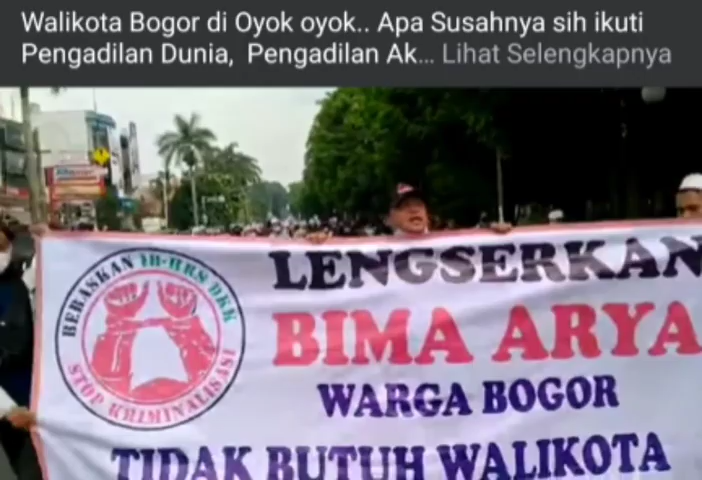 Walikota Bogor di Oyok oyok.. Apa Susahnya sih ikuti
Pengadilan Dunia, Pengadilan Ak... Lihat Selengkapnya
BEBASKAN IB-HRS DKK
STOP KRIMINALISASI
LENGSERKAN
BIMA ARYA
WARGA BOGOR
TIDAK BUTUH WALIKOTA